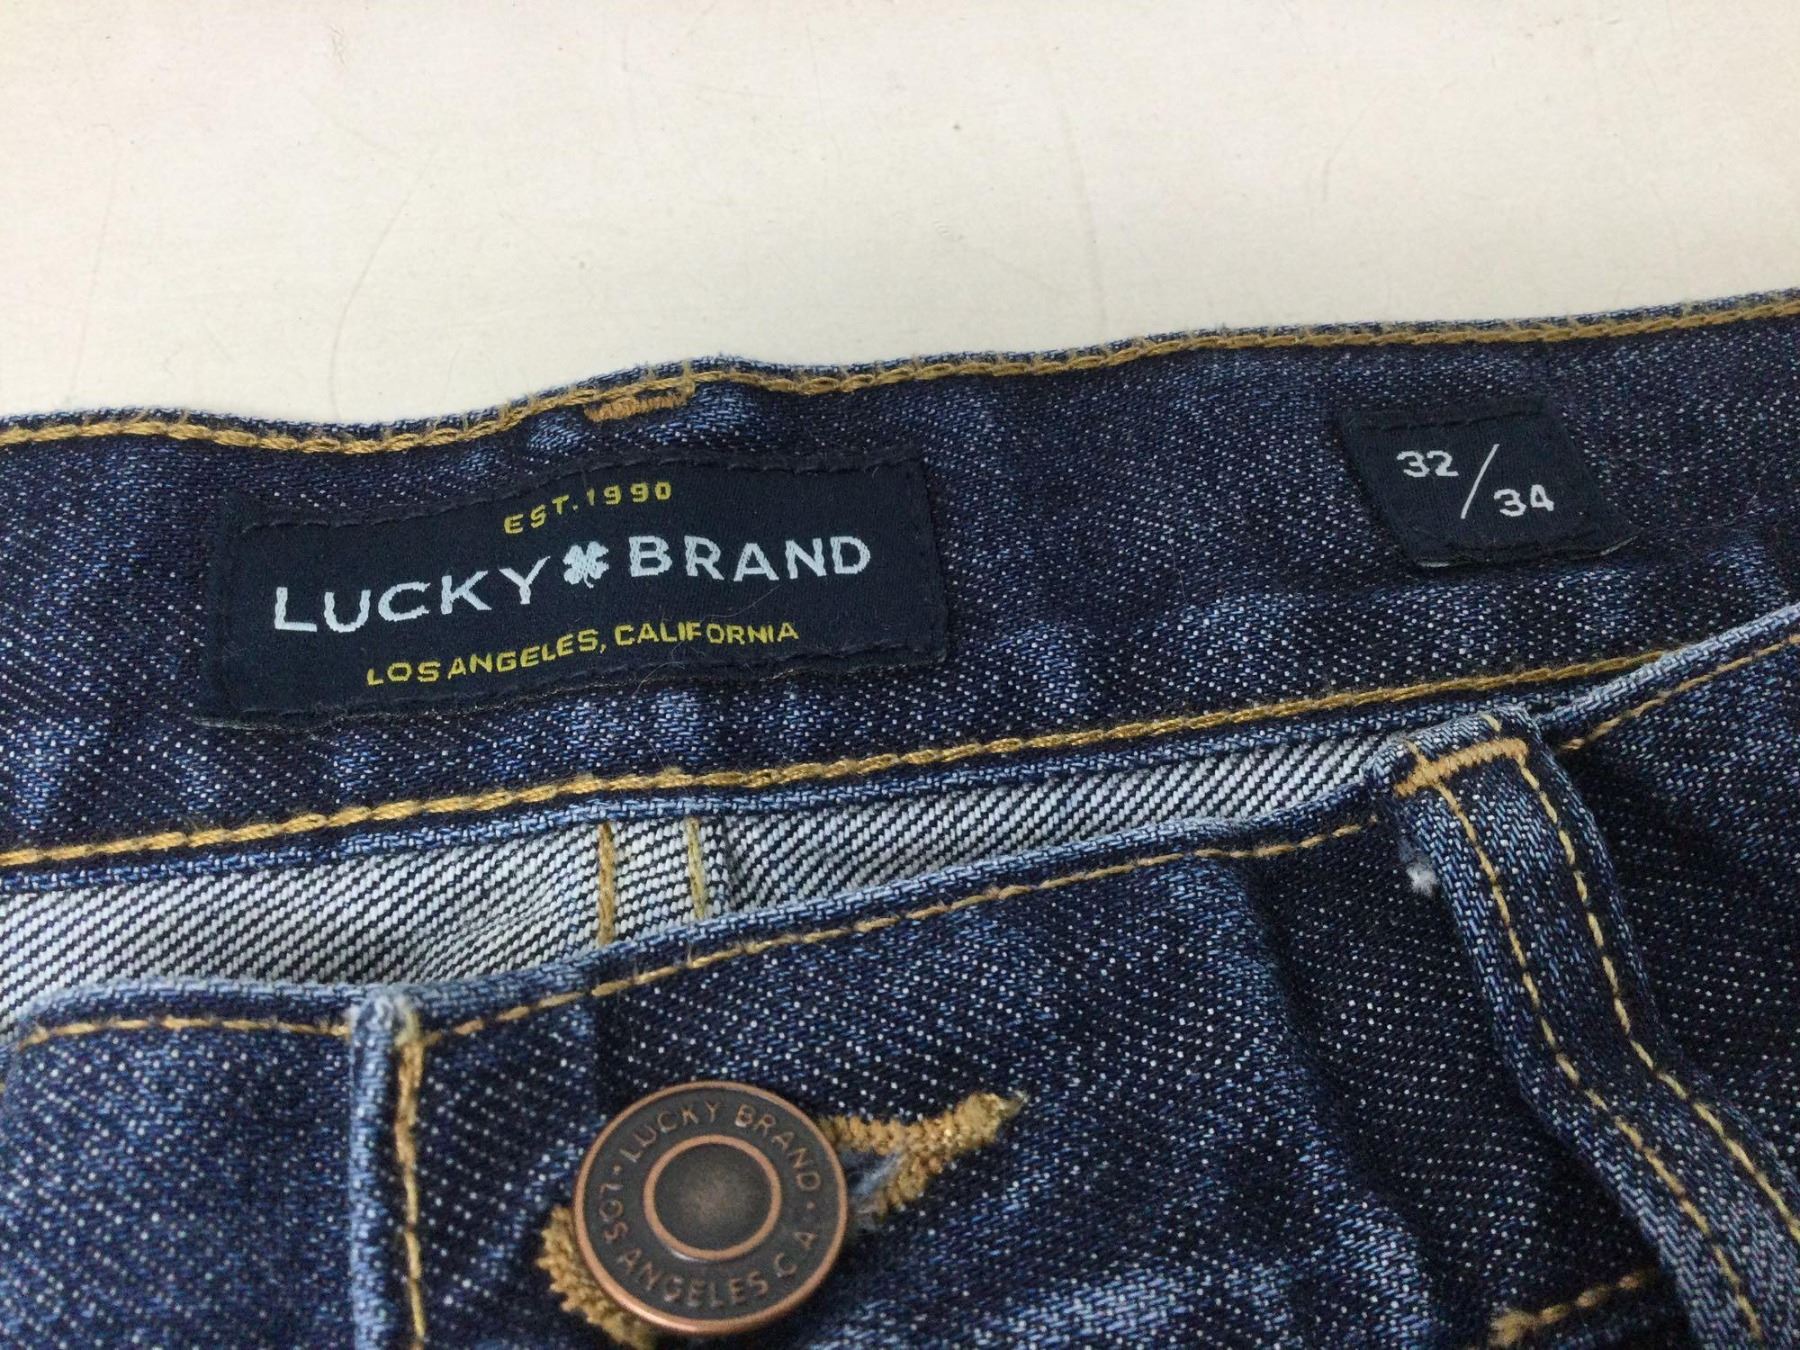 EST. 1990
LUCKY BRAND
LOS ANGELES, CALIFORNIA
32/34
LUCKY BRAND
LOS ANGELES CA